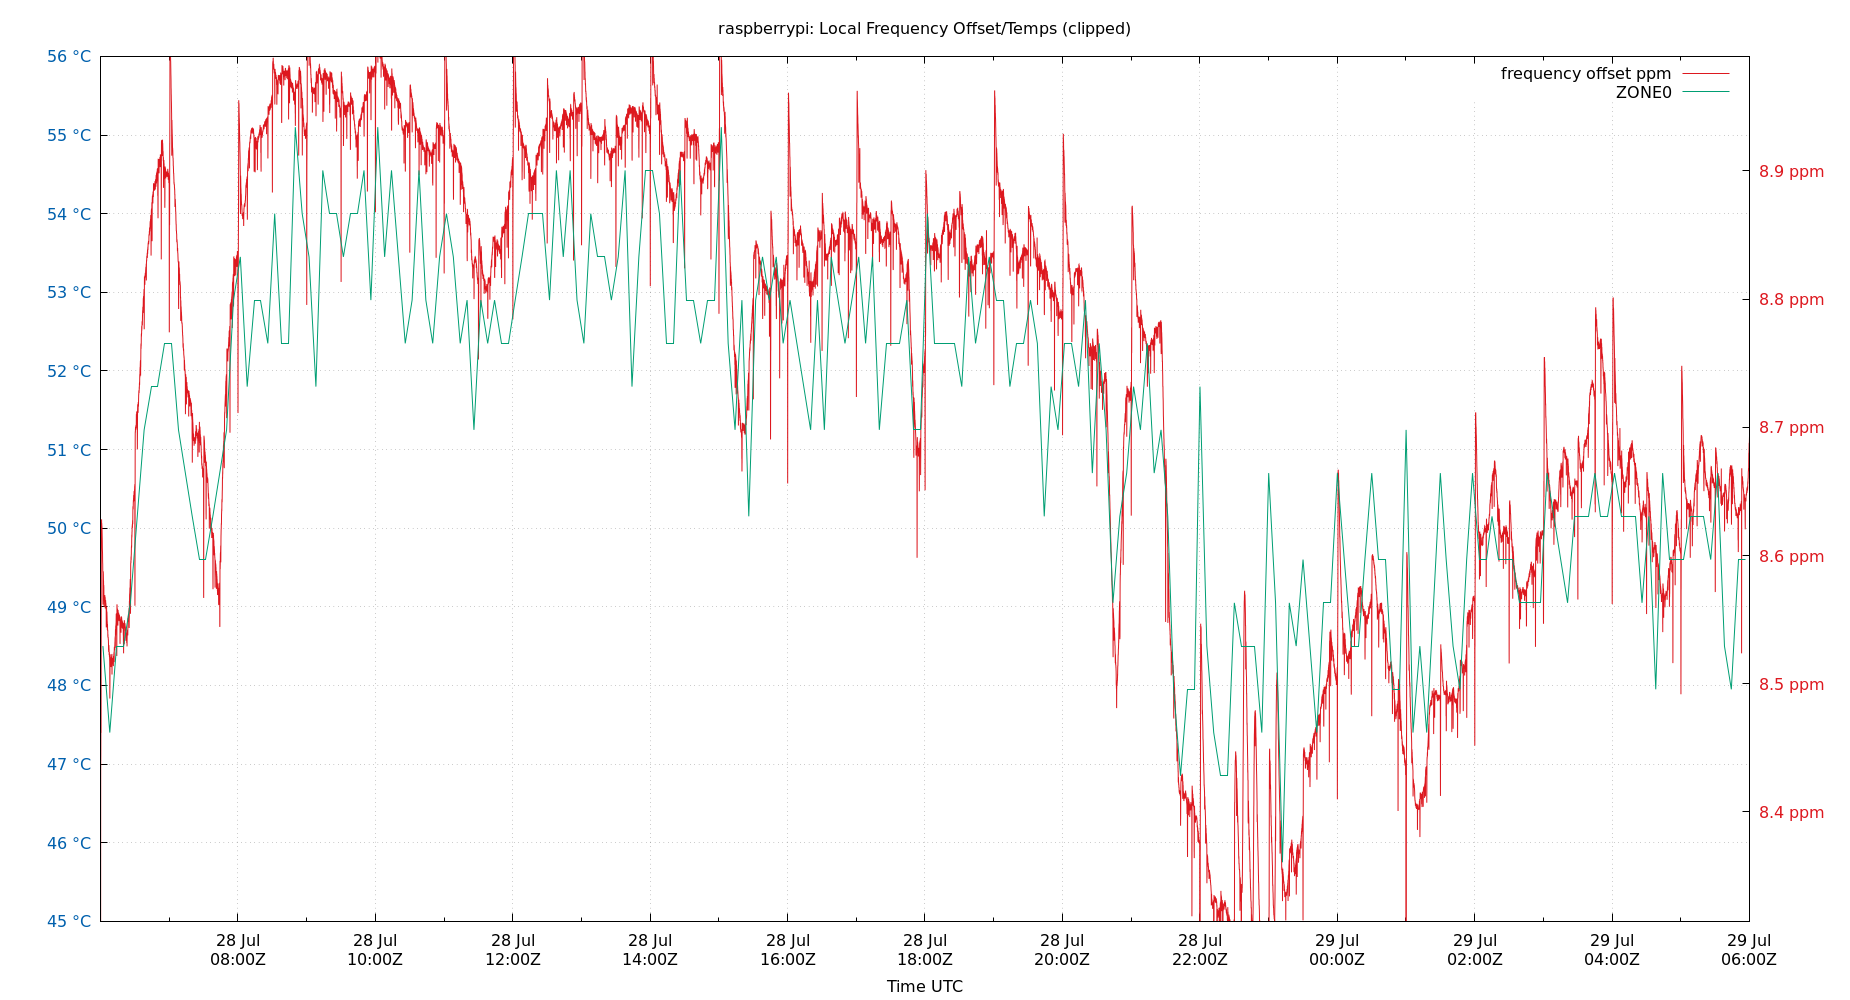 raspberrypi: Local Frequency Offset/Temps (clipped)
frequency offset ppm
ZONE0
56 °C
55 °C
54 °C
53 °C
52 °C
51 °C
50 °C
49 °C
48 °C
47 °C
46 °C
45 °C
8.9 ppm
8.8 ppm
8.7 ppm
8.6 ppm
8.5 ppm
8.4 ppm
28 Jul
08:00Z
28 Jul
10:00Z
28 Jul
12:00Z
28 Jul
14:00Z
28 Jul
16:00Z
28 Jul
18:00Z
28 Jul
20:00Z
28 Jul
22:00Z
29 Jul
00:00Z
29 Jul
02:00Z
29 Jul
04:00Z
29 Jul
06:00Z
Time UTC